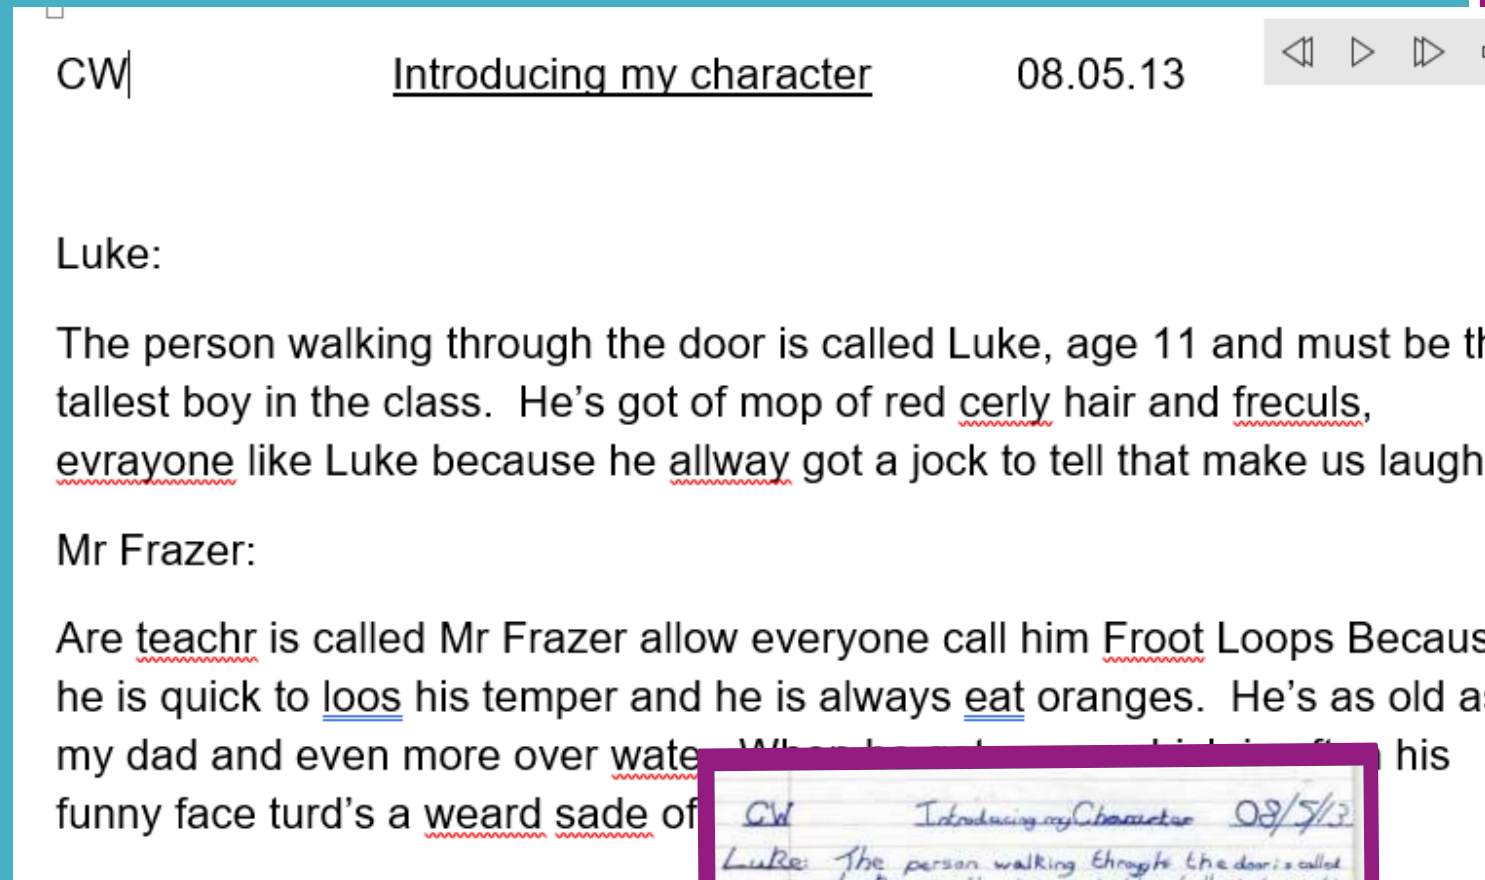 CW Introducing my character 08.05.13
Luke:
The person walking through the door is called Luke, age 11 and must be th
tallest boy in the class. He’s got of mop of red cerly hair and freculs,
evrayone like Luke because he allway got a jock to tell that make us laugh
Mr Frazer:
Are teachr is called Mr Frazer allow everyone call him Froot Loops Becaus
he is quick to loos his temper and he is always eat oranges. He’s as old as
my dad and even more over wate his
funny face turd’s a weard sade of
CW Introducing my Character 08/5/13
Luke: The person walking throught the door is called